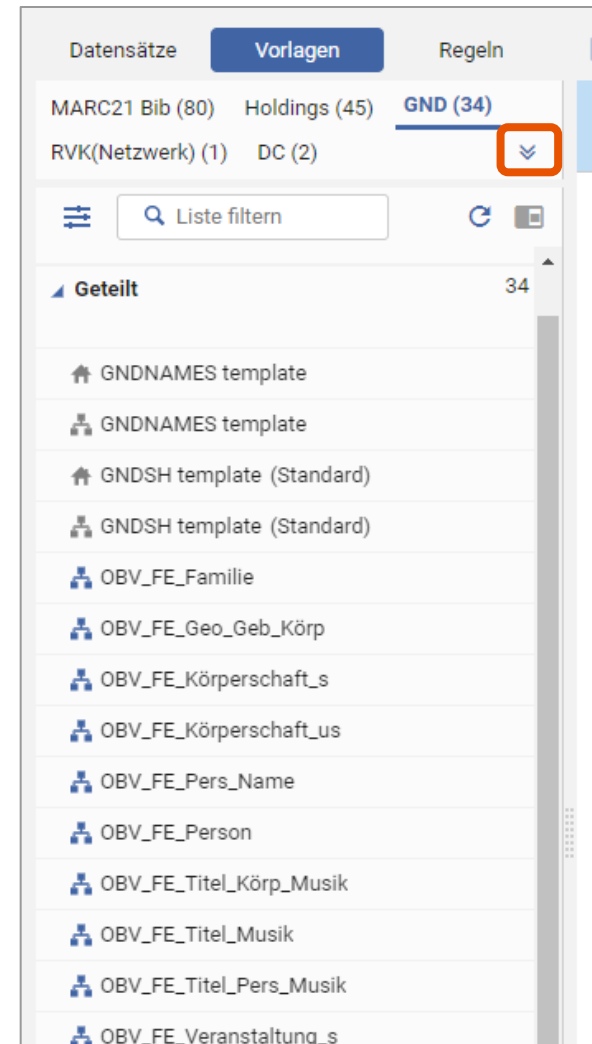 Datensätze Vorlagen Regeln
MARC21 Bib (80) Holdings (45) GND (34)
RVK(Netzwerk) (1) DC (2)
Liste filtern
Geteilt 34
GNDNAMES template
GNDNAMES template
GNDSH template (Standard)
GNDSH template (Standard)
OBV_FE_Familie
OBV_FE_Geo_Geb_Körp
OBV_FE_Körperschaft_s
OBV_FE_Körperschaft_us
OBV_FE_Pers_Name
OBV_FE_Person
OBV_FE_Titel_Körp_Musik
OBV_FE_Titel_Musik
OBV_FE_Titel_Pers_Musik
OBV_FE_Veranstaltung_s